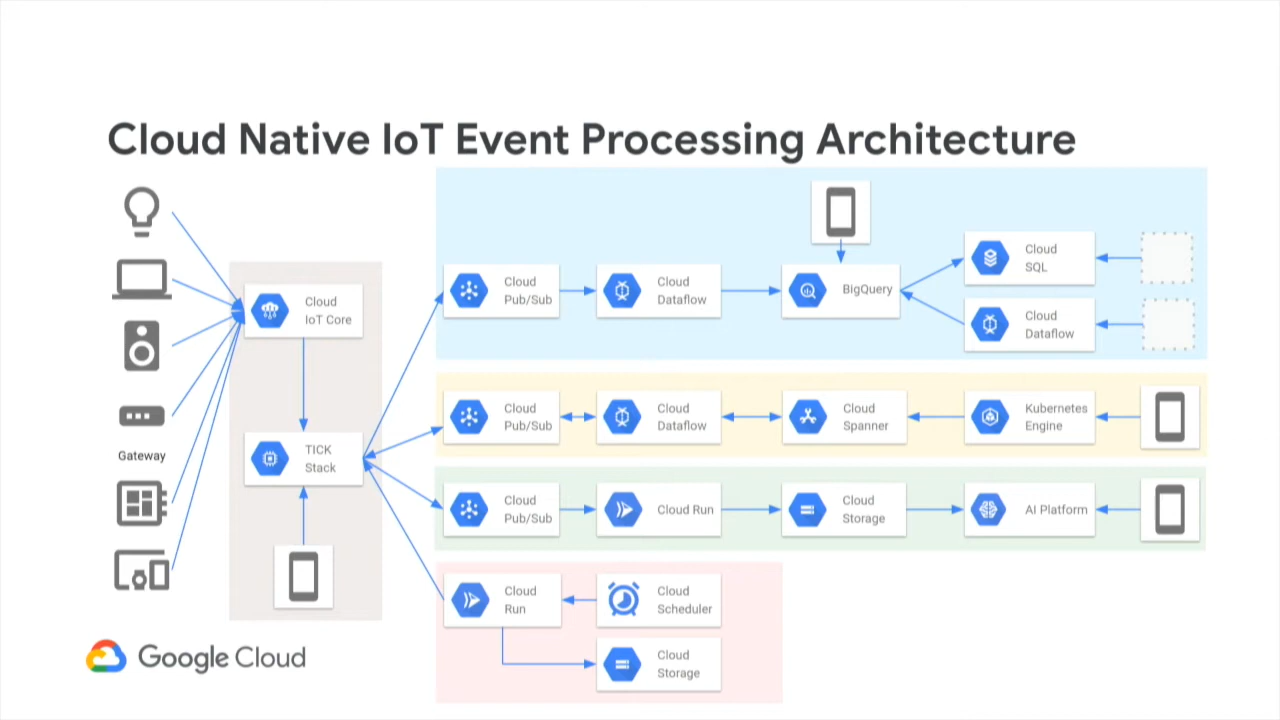 Cloud Native IoT Event Processing Architecture
Cloud
IoT Core
TICK
Stack
Gateway
Cloud
Pub/Sub
Cloud
Dataflow
BigQuery
Cloud
SQL
Cloud
Dataflow
Cloud
Pub/Sub
Cloud
Dataflow
Cloud
Spanner
Kubernetes
Engine
Cloud
Pub/Sub
Cloud Run
Cloud
Storage
AI Platform
Cloud
Run
Cloud
Scheduler
Cloud
Storage
Google Cloud